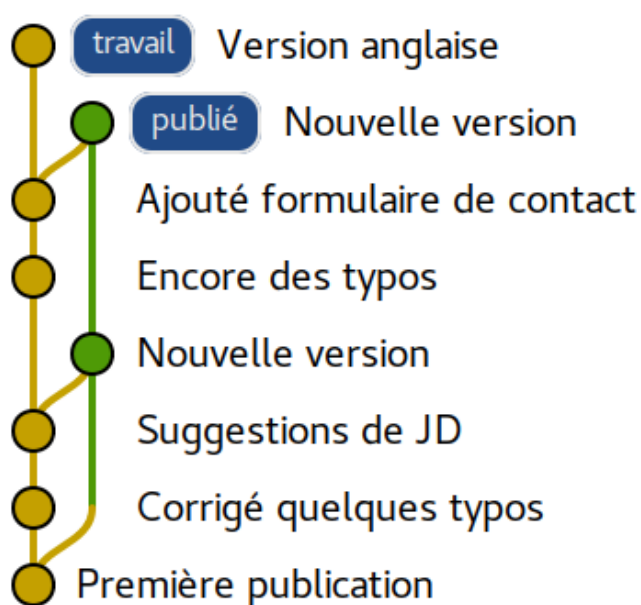 travail Version anglaise
publié Nouvelle version
Ajouté formulaire de contact
Encore des typos
Nouvelle version
Suggestions de JD
Corrigé quelques typos
Première publication